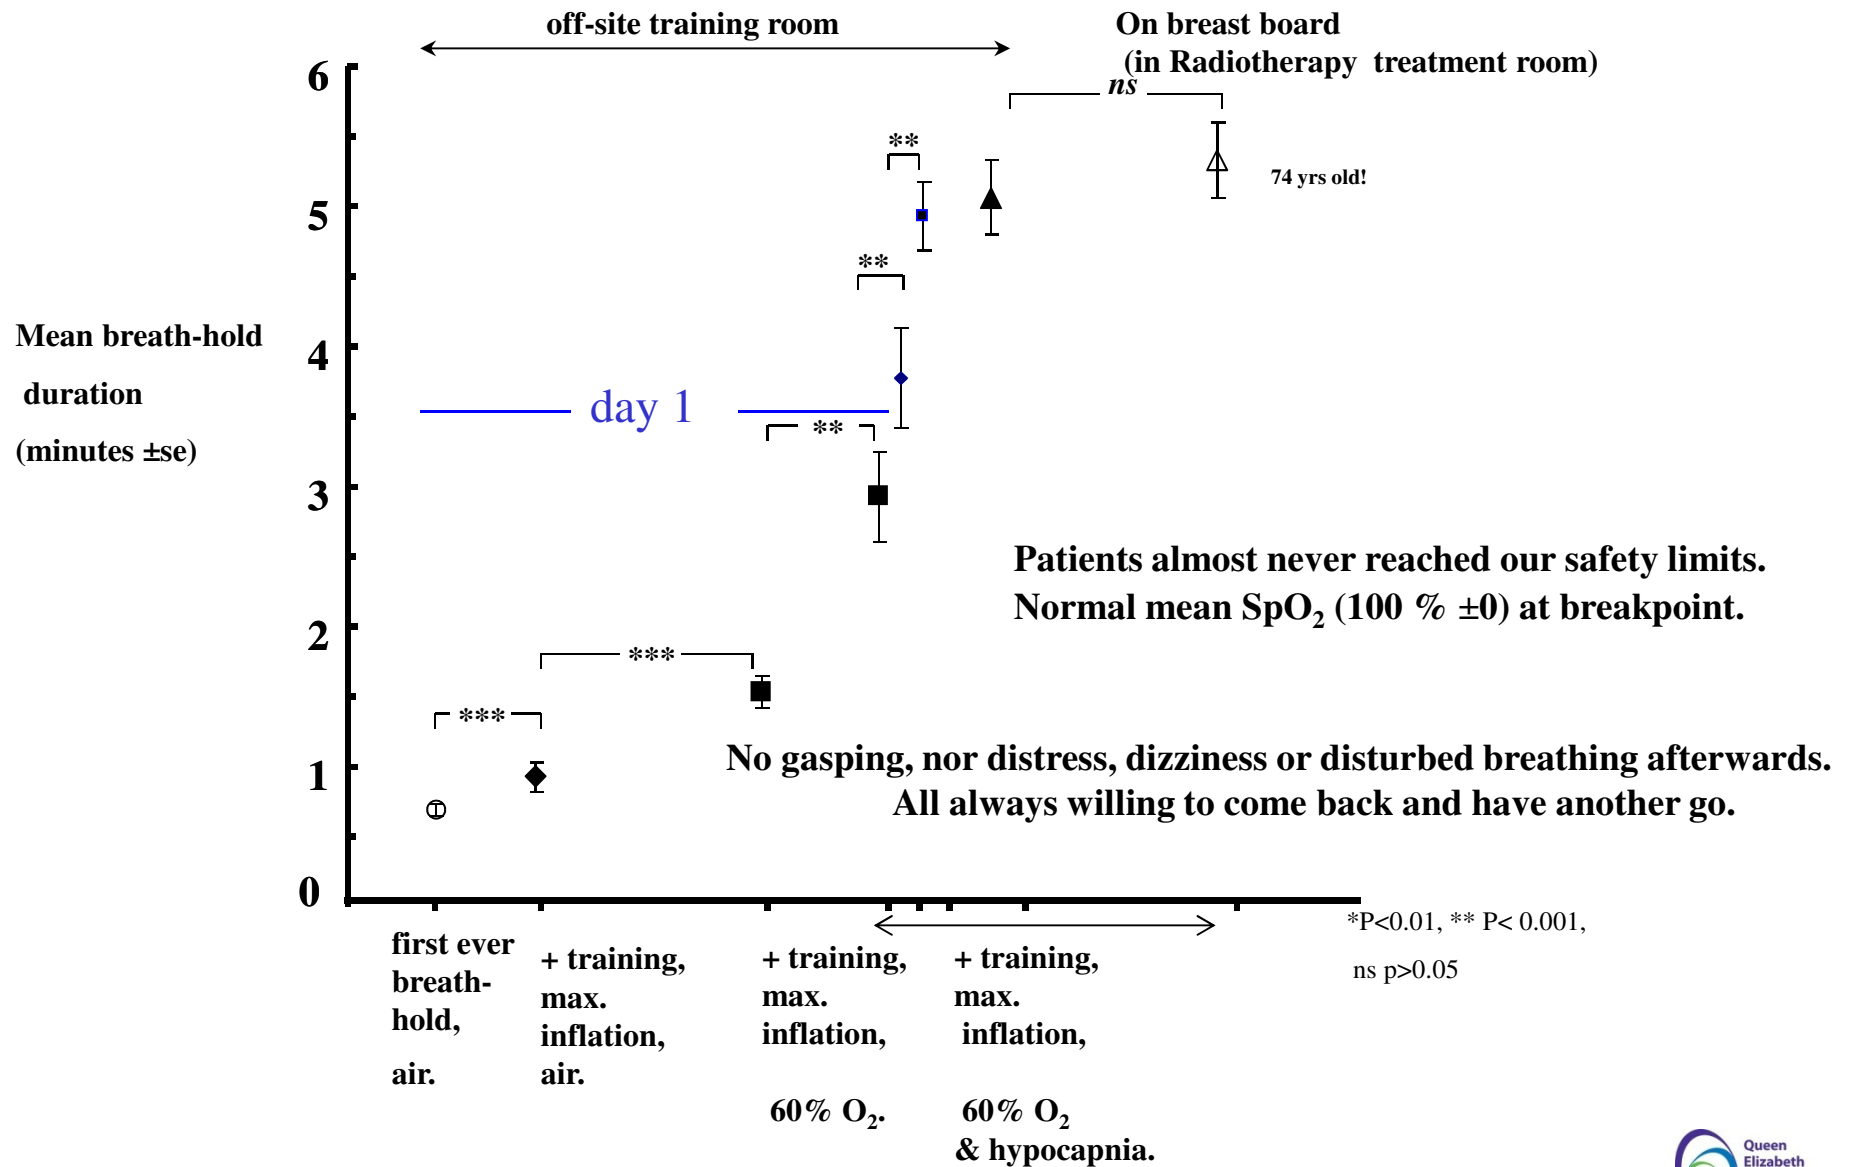 off-site training room
On breast board
(in Radiotherapy treatment room)
ns
6
**
74 yrs old!
5
**
Mean breath-hold
duration
(minutes ±se)
4
day 1
**
3
Patients almost never reached our safety limits.
Normal mean SpO₂ (100 % ±0) at breakpoint.
2
***
***
No gasping, nor distress, dizziness or disturbed breathing afterwards.
All always willing to come back and have another go.
1
0
*P<0.01, ** P< 0.001,
ns p>0.05
first ever
breath-
hold,
air.
+ training,
max.
inflation,
air.
+ training,
max.
inflation,
60% O₂.
+ training,
max.
inflation,
60% O₂
& hypocapnia.
Queen
Elizabeth